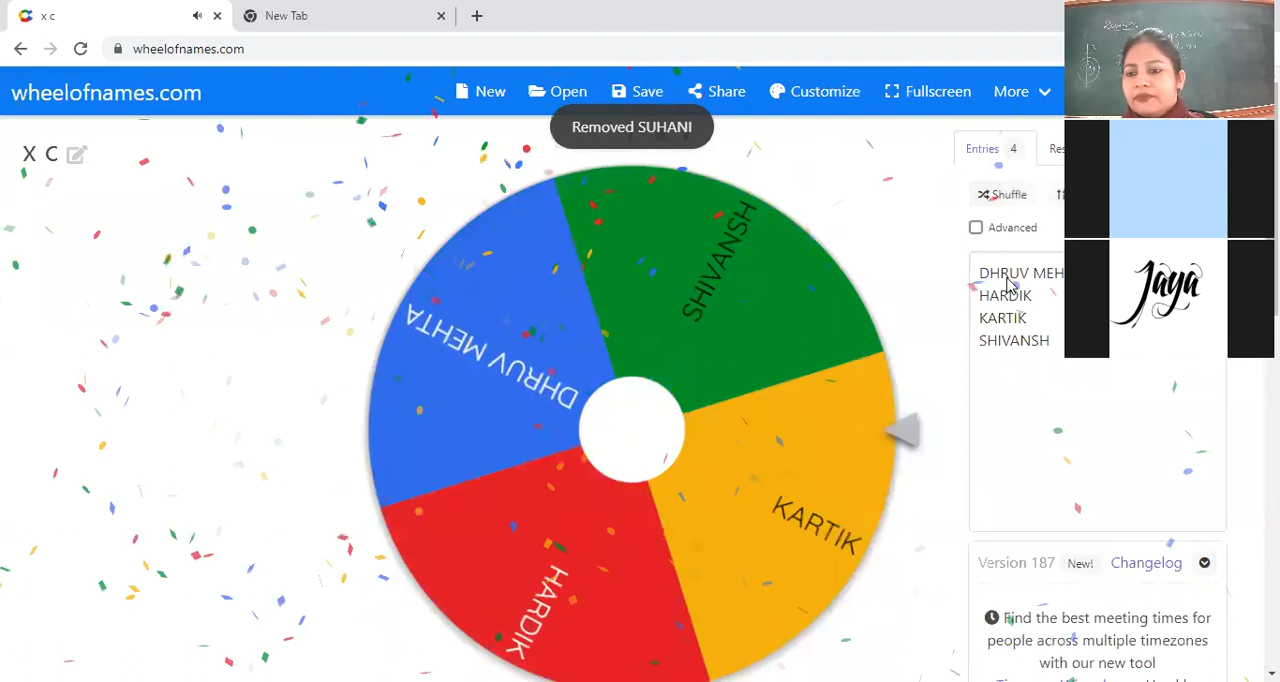 x c
New Tab
wheelofnames.com
wheelofnames.com
New
Open
Save
Share
Customize
Fullscreen
More
Removed SUHANI
X C
Entries 4
Shuffle
Advanced
DHRUV MEH
HARDIK
KARTIK
SHIVANSH
SHIVANSH
DHRUV MEHTA
KARTIK
HARDIK
Jaya
Version 187 New! Changelog
Find the best meeting times for
people across multiple timezones
with our new tool